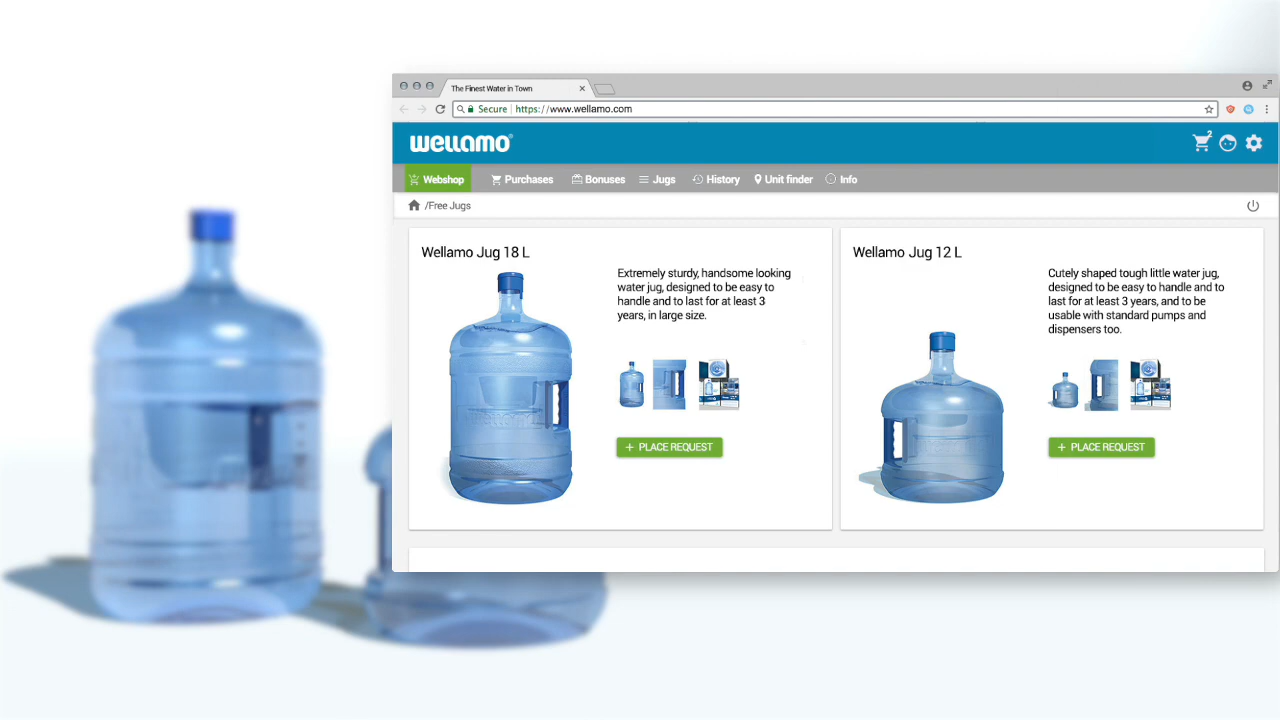 The Finest Water in Town
Secure https://www.wellamo.com
wellamo®
2
Webshop Purchases Bonuses Jugs History Unit finder Info
/Free Jugs
Wellamo Jug 18 L
Extremely sturdy, handsome looking
water jug, designed to be easy to
handle and to last for at least 3
years, in large size.
+ PLACE REQUEST
Wellamo Jug 12 L
Cutely shaped tough little water jug,
designed to be easy to handle and to
last for at least 3 years, and to be
usable with standard pumps and
dispensers too.
+ PLACE REQUEST